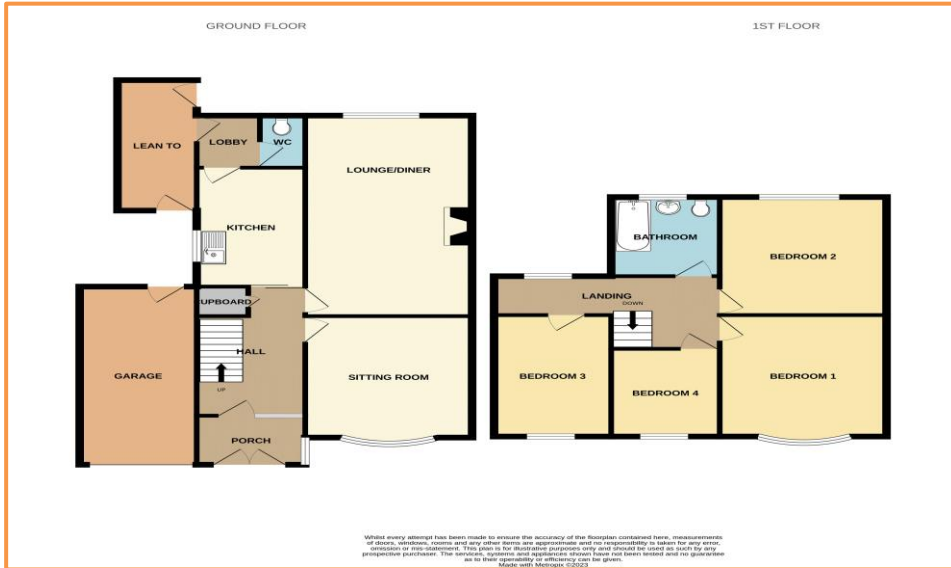 GROUND FLOOR
1ST FLOOR
LEAN TO
LOBBY
WC
LOUNGE/DINER
KITCHEN
CUPBOARD
HALL
UP
GARAGE
SITTING ROOM
PORCH
BATHROOM
BEDROOM 2
LANDING
DOWN
BEDROOM 3
BEDROOM 4
BEDROOM 1
Whilst every attempt has been made to ensure the accuracy of the floorplan contained here, measurements
of doors, windows, rooms and any other items are approximate and no responsibility is taken for any error,
omission or mis-statement. This plan is for illustrative purposes only and should be used as such by any
prospective purchaser. The services, systems and appliances shown have not been tested and no guarantee
as to their operability or efficiency can be given.
Made with Metropix ©2023